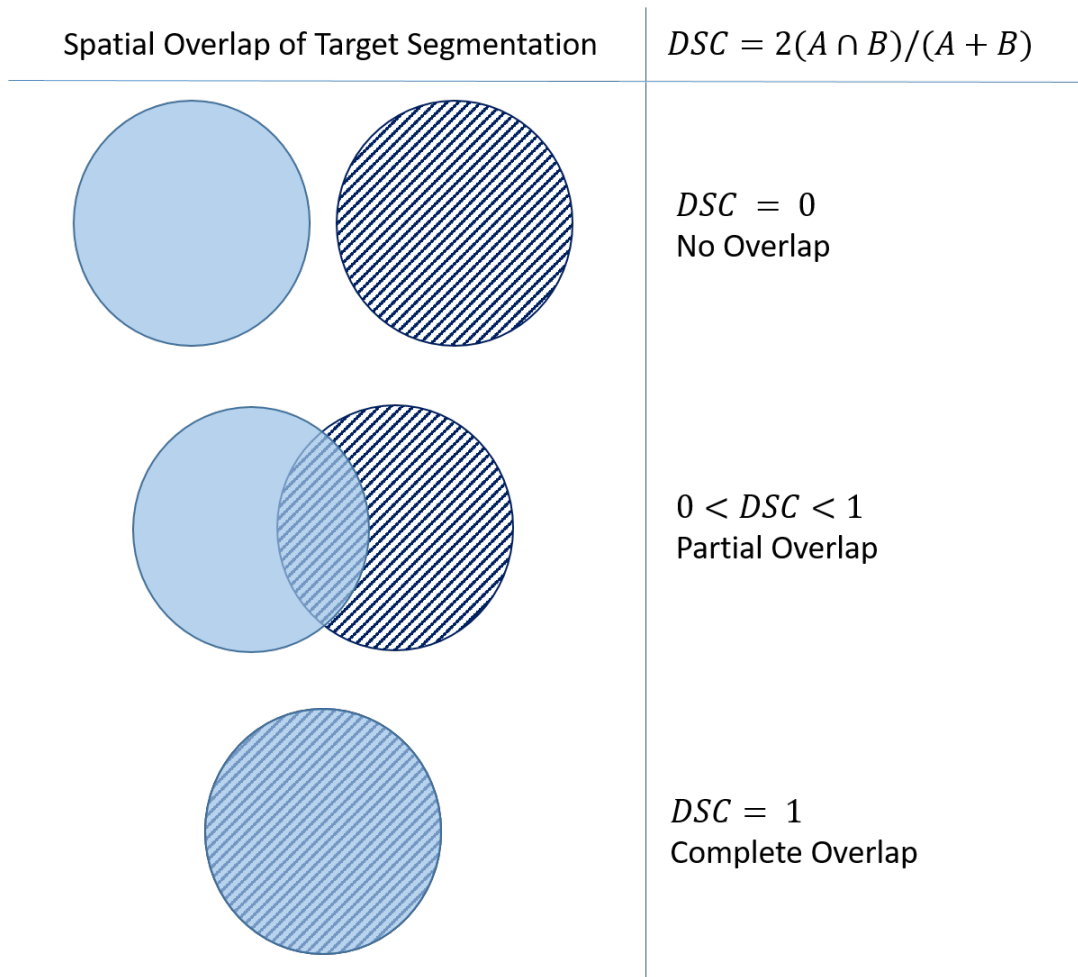 Spatial Overlap of Target Segmentation
DSC = 2(A ∩ B)/(A + B)
DSC = 0
No Overlap
0 < DSC < 1
Partial Overlap
DSC = 1
Complete Overlap